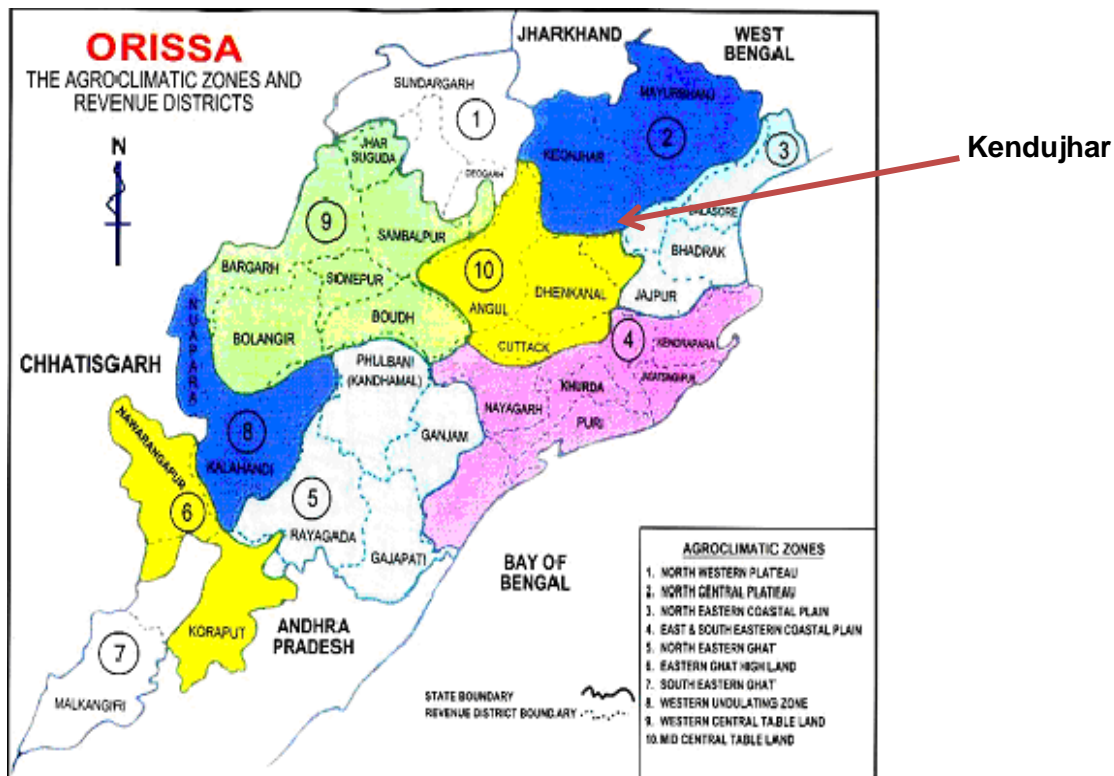 ORISSA
THE AGROCLIMATIC ZONES AND
REVENUE DISTRICTS
N
JHARKHAND
WEST
BENGAL
Kendujhar
SUNDARGARH
1
MAYURBHANJ
2
3
KEONJHAR
JHAR
SUGUDA
DEOGARH
9
SAMBALPUR
BALASORE
BHADRAK
BARGARH
SIONEPUR
10
ANGUL
DHENKANAL
JAJPUR
NUAPARA
BOLANGIR
BOUDH
CUTTACK
4
KENDRAPARA
JAGATSINGPUR
CHHATISGARH
PHULBANI
(KANDHAMAL)
KHURDA
NAYAGARH
PURI
NAWARANGAPUR
8
KALAHANDI
GANJAM
6
5
RAYAGADA
GAJAPATI
BAY OF
BENGAL
KORAPUT
ANDHRA
PRADESH
7
MALKANGIRI
STATE BOUNDARY
REVENUE DISTRICT BOUNDARY
AGROCLIMATIC ZONES
1. NORTH WESTERN PLATEAU
2. NORTH CENTRAL PLATEAU
3. NORTH EASTERN COASTAL PLAIN
4. EAST & SOUTH EASTERN COASTAL PLAIN
5. NORTH EASTERN GHAT
6. EASTERN GHAT HIGH LAND
7. SOUTH EASTERN GHAT
8. WESTERN UNDULATING ZONE
9. WESTERN CENTRAL TABLE LAND
10. MID CENTRAL TABLE LAND